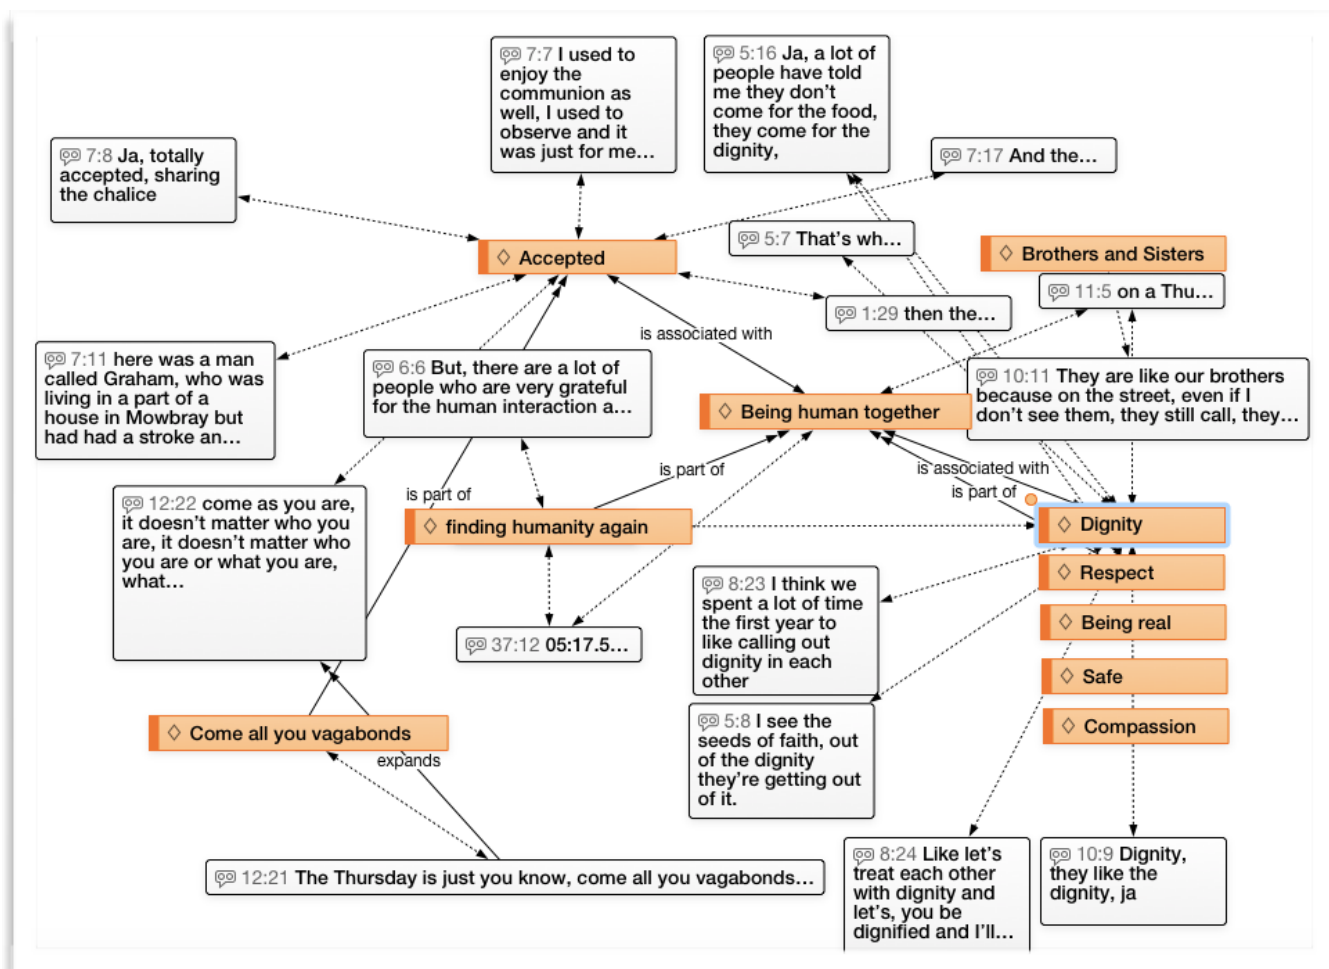 7:7 I used to
enjoy the
communion as
well, I used to
observe and it
was just for me...
5:16 Ja, a lot of
people have told
me they don't
come for the food,
they come for the
dignity,
7:8 Ja, totally
accepted, sharing
the chalice
7:17 And the...
5:7 That's wh...
Accepted
Brothers and Sisters
11:5 on a Thu...
1:29 then the...
is associated with
7:11 here was a man
called Graham, who was
living in a part of a
house in Mowbray but
had had a stroke an...
6:6 But, there are a lot of
people who are very grateful
for the human interaction a...
10:11 They are like our brothers
because on the street, even if I
don't see them, they still call, they...
Being human together
is part of
is associated with
is part of
is part of
12:22 come as you are,
it doesn't matter who you
are, it doesn't matter who
you are or what you are,
what...
finding humanity again
Dignity
Respect
Being real
Safe
Compassion
8:23 I think we
spent a lot of time
the first year to
like calling out
dignity in each
other
37:12 05:17.5...
5:8 I see the
seeds of faith, out
of the dignity
they're getting out
of it.
Come all you vagabonds
expands
12:21 The Thursday is just you know, come all you vagabonds...
8:24 Like let's
treat each other
with dignity and
let's, you be
dignified and I'll...
10:9 Dignity,
they like the
dignity, ja